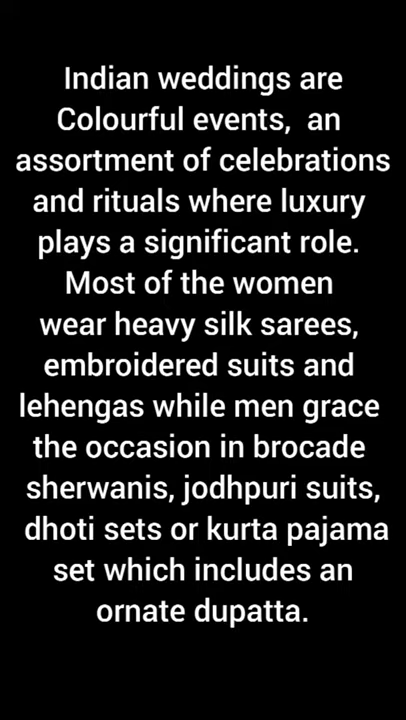 Indian weddings are
Colourful events, an
assortment of celebrations
and rituals where luxury
plays a significant role.
Most of the women
wear heavy silk sarees,
embroidered suits and
lehengas while men grace
the occasion in brocade
sherwanis, jodhpuri suits,
dhoti sets or kurta pajama
set which includes an
ornate dupatta.